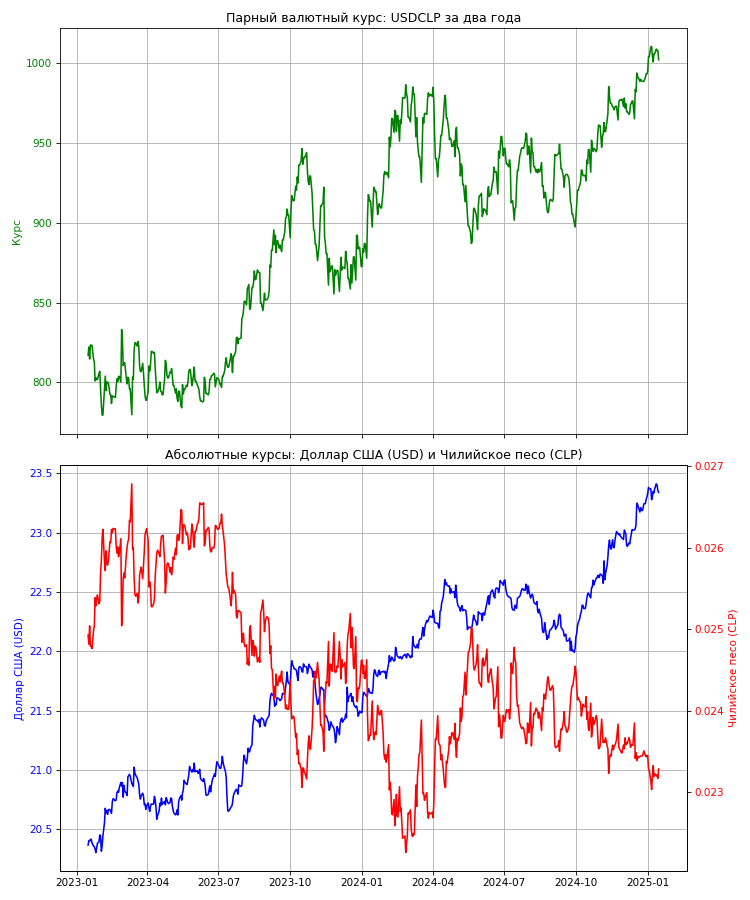 Парный валютный курс: USDCLP за два года
1000
950
900
850
800
Курс
Абсолютные курсы: Доллар США (USD) и Чилийское песо (CLP)
23.5
23.0
22.5
22.0
21.5
21.0
20.5
Доллар США (USD)
0.027
0.026
0.025
0.024
0.023
Чилийское песо (CLP)
2023-01 2023-04 2023-07 2023-10 2024-01 2024-04 2024-07 2024-10 2025-01